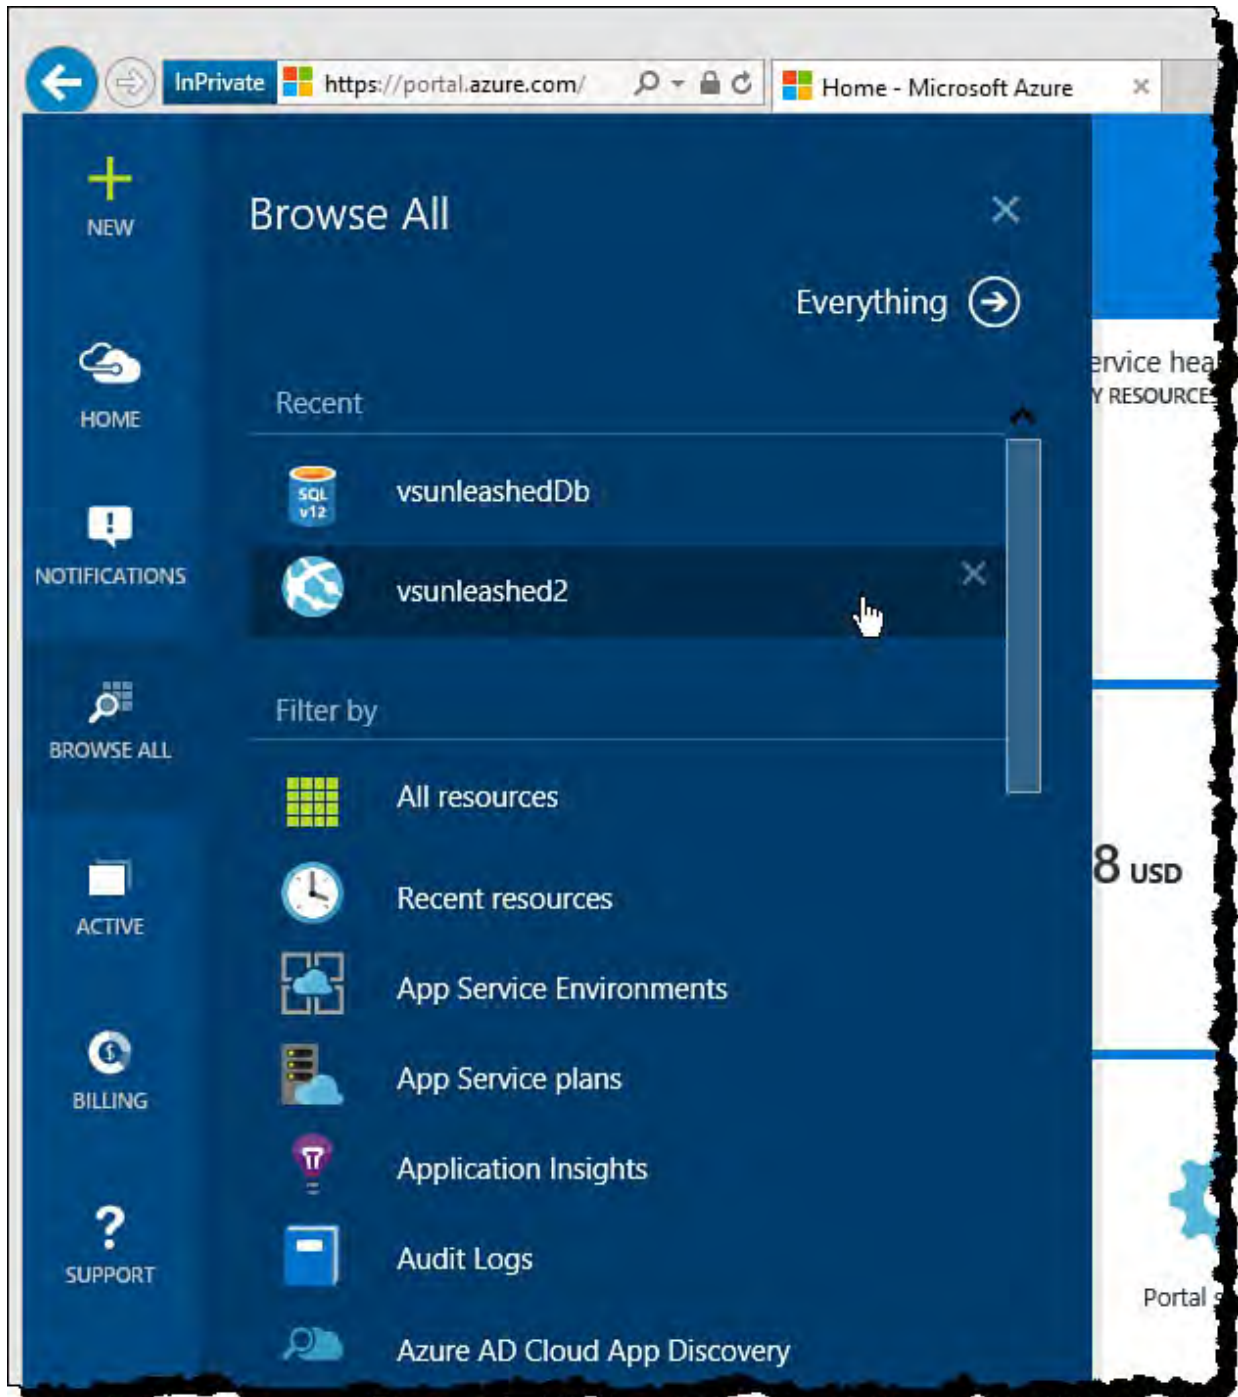 InPrivate https://portal.azure.com/ Home - Microsoft Azure
NEW
HOME
NOTIFICATIONS
BROWSE ALL
ACTIVE
BILLING
SUPPORT
Browse All
Everything
Recent
SQL
v12
vsunleashedDb
vsunleashed2
Filter by
All resources
Recent resources
App Service Environments
App Service plans
Application Insights
Audit Logs
Azure AD Cloud App Discovery
ervice hea
Y RESOURCES
8 USD
Portal s